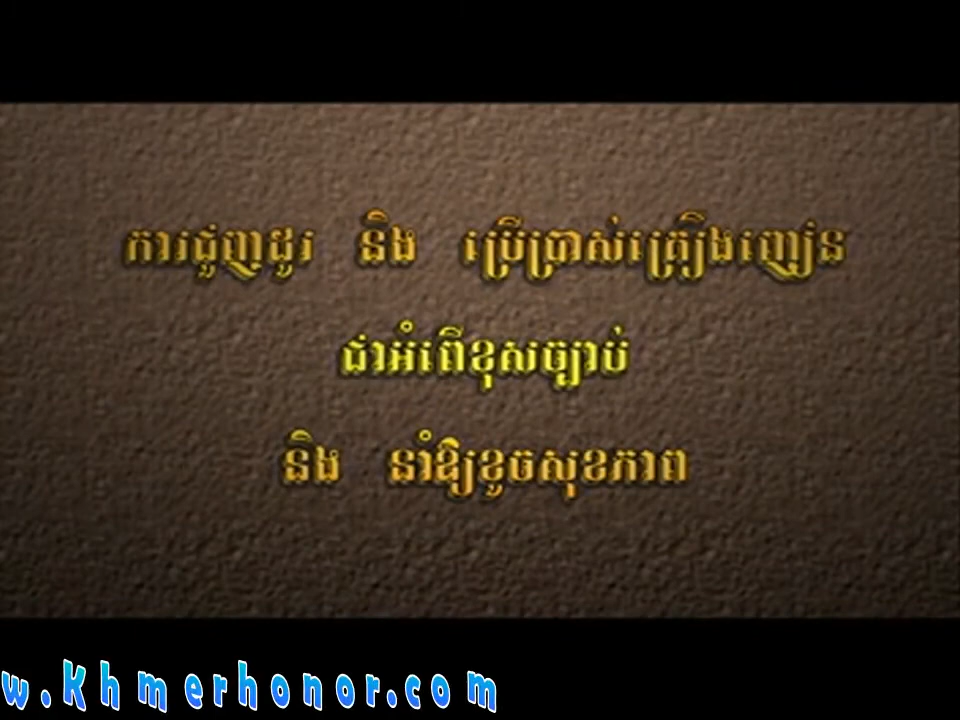 ការជួញដូរ និង ប្រើប្រាស់គ្រឿងញៀន
ជាអំពើខុសច្បាប់
និង នាំឱ្យខូចសុខភាព
w.Khmerhonor.com